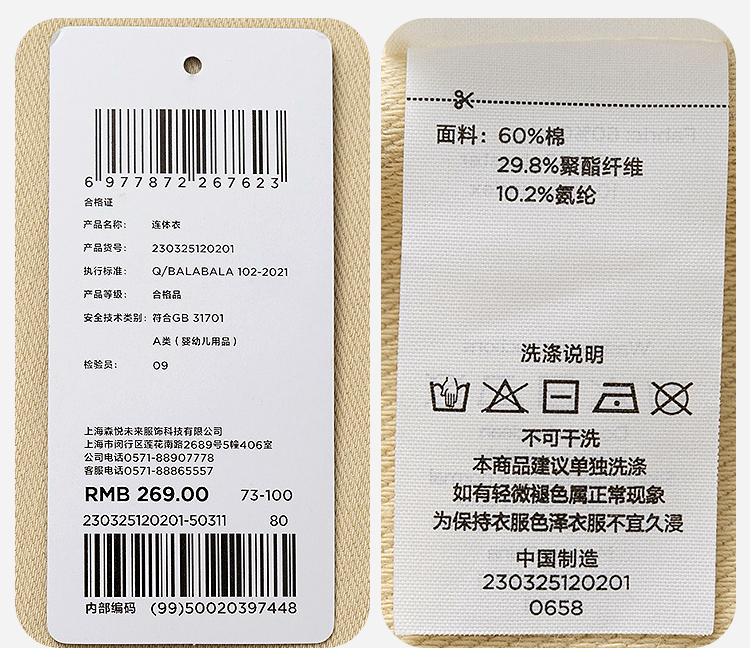 6 977872 267623
合格证
产品名称： 连体衣
产品货号： 230325120201
执行标准： Q/BALABALA 102-2021
产品等级： 合格品
安全技术类别： 符合GB 31701
A类（婴幼儿用品）
检验员： 09
上海森悦未来服饰科技有限公司
上海市闵行区莲花南路2689号5幢406室
公司电话0571-88907778
客服电话0571-88865557
RMB 269.00 73-100
230325120201-50311 80
内部编码 (99)50020397448
面料：60%棉
29.8%聚酯纤维
10.2%氨纶
洗涤说明
不可干洗
本商品建议单独洗涤
如有轻微褪色属正常现象
为保持衣服色泽衣服不宜久浸
中国制造
230325120201
0658